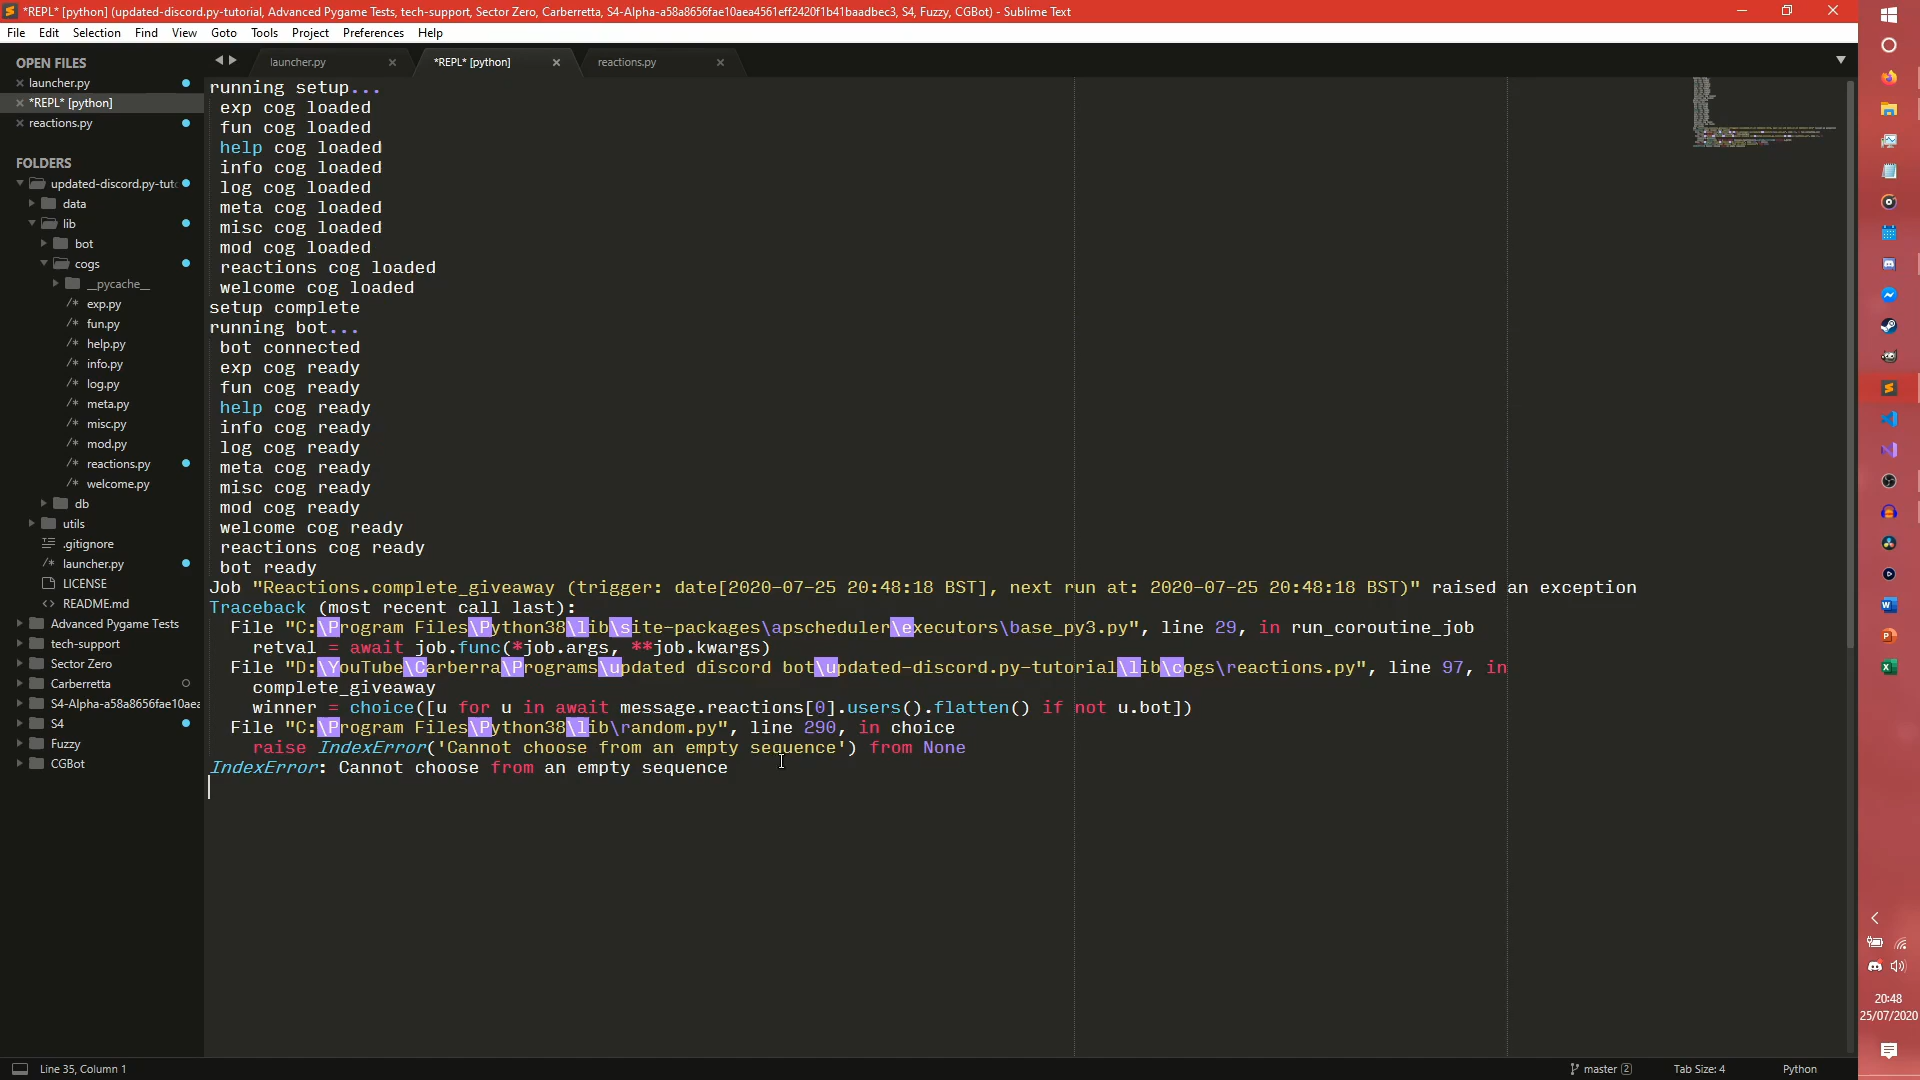 *REPL* [python] (updated-discord.py-tutorial, Advanced Pygame Tests, tech-support, Sector Zero, Carberretta, S4-Alpha-a58a8656fae10aea4561eff2420f1b41baadbec3, S4, Fuzzy, CGBot) - Sublime Text
File Edit Selection Find View Goto Tools Project Preferences Help
OPEN FILES
launcher.py
*REPL* [python]
reactions.py
FOLDERS
updated-discord.py-tut
data
lib
bot
cogs
__pycache__
/* exp.py
/* fun.py
/* help.py
/* info.py
/* log.py
/* meta.py
/* misc.py
/* mod.py
/* reactions.py
/* welcome.py
db
utils
.gitignore
/* launcher.py
LICENSE
<> README.md
Advanced Pygame Tests
tech-support
Sector Zero
Carberretta
S4-Alpha-a58a8656fae10aea
S4
Fuzzy
CGBot
launcher.py *REPL* [python] reactions.py
running setup...
exp cog loaded
fun cog loaded
help cog loaded
info cog loaded
log cog loaded
meta cog loaded
misc cog loaded
mod cog loaded
reactions cog loaded
welcome cog loaded
setup complete
running bot...
bot connected
exp cog ready
fun cog ready
help cog ready
info cog ready
log cog ready
meta cog ready
misc cog ready
mod cog ready
welcome cog ready
reactions cog ready
bot ready
Job "Reactions.complete_giveaway (trigger: date[2020-07-25 20:48:18 BST], next run at: 2020-07-25 20:48:18 BST)" raised an exception
Traceback (most recent call last):
File "C:\Program Files\Python38\lib\site-packages\apscheduler\executors\base_py3.py", line 29, in run_coroutine_job
retval = await job.func(*job.args, **job.kwargs)
File "D:\YouTube\Carberra\Programs\updated discord bot\updated-discord.py-tutorial\lib\cogs\reactions.py", line 97, in
complete_giveaway
winner = choice([u for u in await message.reactions[0].users().flatten() if not u.bot])
File "C:\Program Files\Python38\lib\random.py", line 290, in choice
raise IndexError('Cannot choose from an empty sequence') from None
IndexError: Cannot choose from an empty sequence
20:48
25/07/2020
Line 35, Column 1
master 2
Tab Size: 4
Python